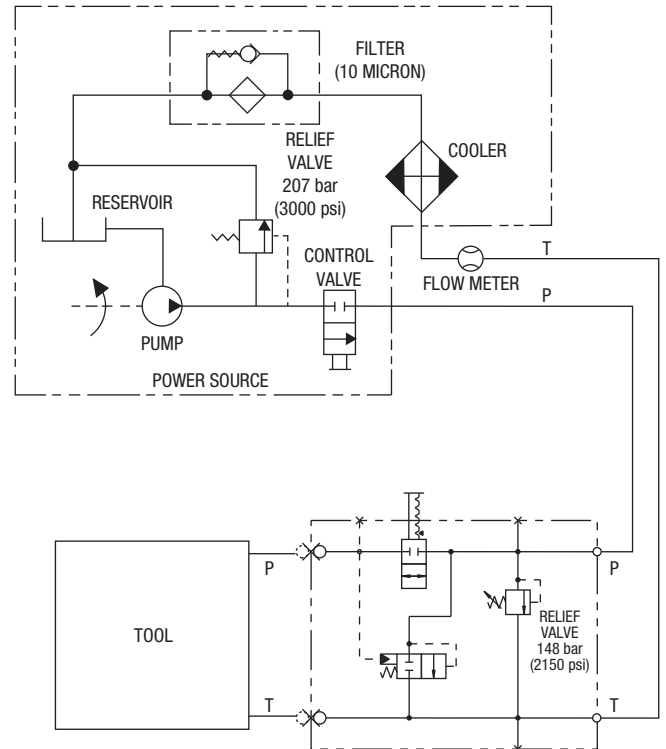 FILTER
(10 MICRON)
RELIEF
VALVE
207 bar
(3000 psi)
COOLER
RESERVOIR
CONTROL
VALVE
FLOW METER
T
P
PUMP
POWER SOURCE
TOOL
P
T
P
RELIEF
VALVE
148 bar
(2150 psi)
T